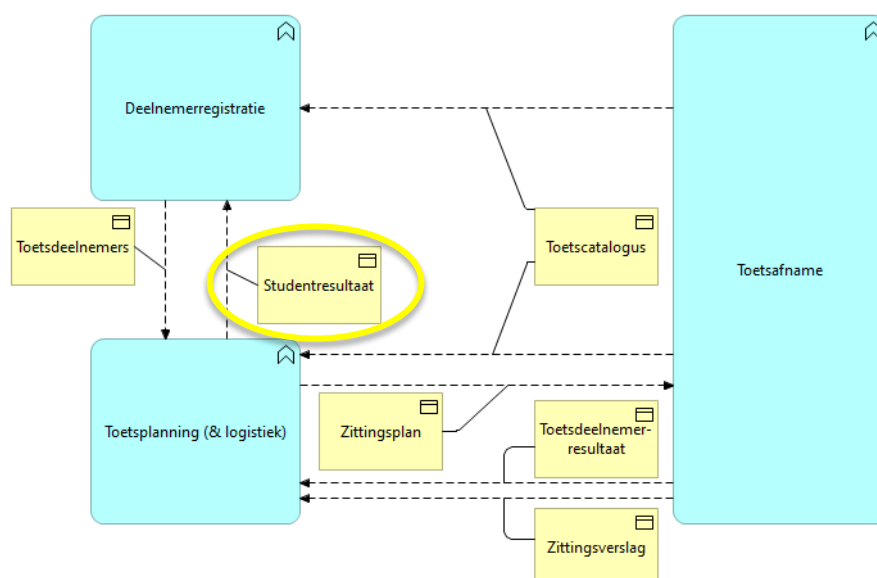 Deelnemerregistratie
Toetsdeelnemers
Studentresultaat
Toetscatalogus
Toetsafname
Toetsplanning (& logistiek)
Zittingsplan
Toetsdeelnemer-
resultaat
Zittingsverslag